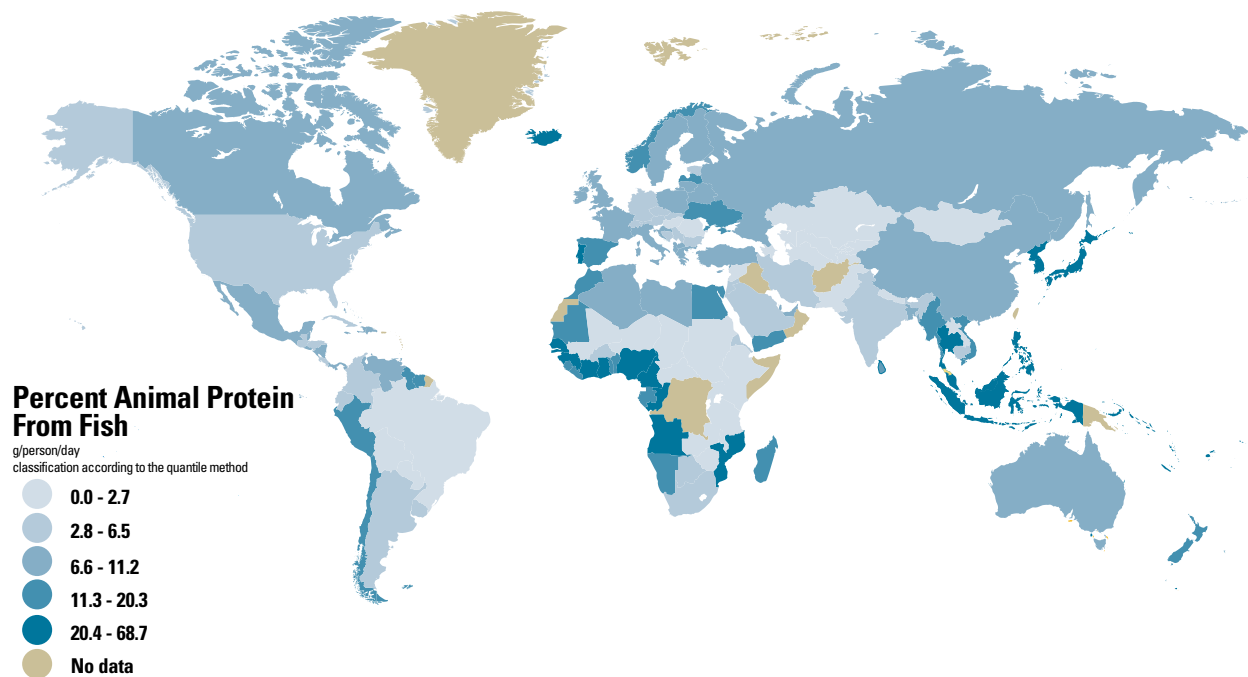 Percent Animal Protein
From Fish
g/person/day
classification according to the quantile method
0.0 - 2.7
2.8 - 6.5
6.6 - 11.2
11.3 - 20.3
20.4 - 68.7
No data